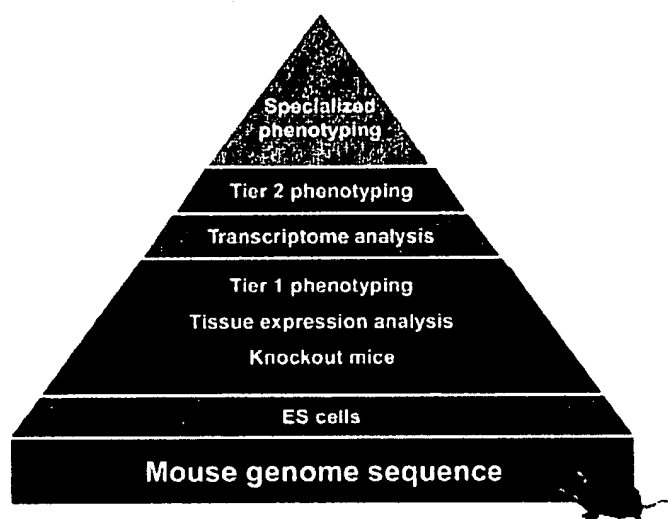 Specialized
phenotyping
Tier 2 phenotyping
Transcriptome analysis
Tier 1 phenotyping
Tissue expression analysis
Knockout mice
ES cells
Mouse genome sequence